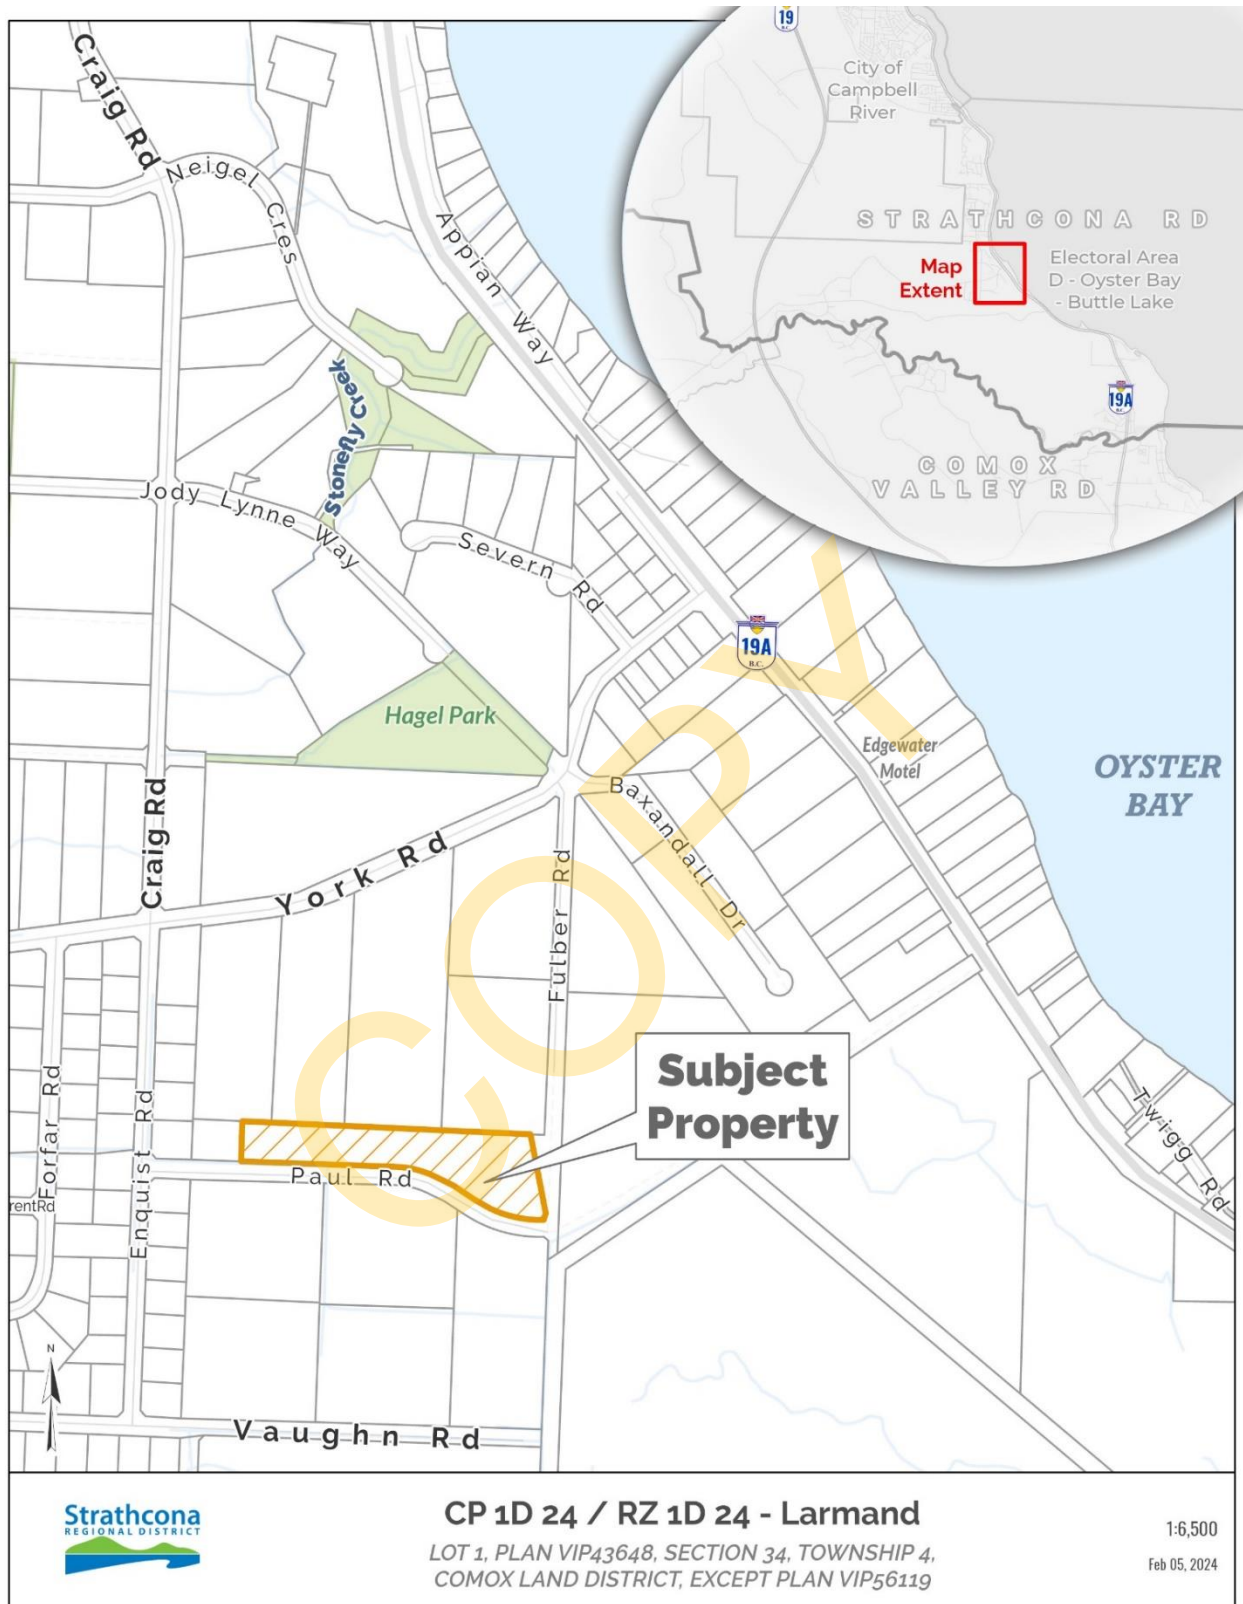 19
City of
Campbell
River
STRATHCONA RD
Map
Extent
Electoral Area
D - Oyster Bay
- Buttle Lake
19A
B.C.
COMOX
VALLEY RD
Craig Rd
Neigel Cres
Appian Way
Stonefly Creek
Jody Lynne Way
Severn Rd
19A
B.C.
Hagel Park
Edgewater
Motel
OYSTER
BAY
Craig Rd
York Rd
Baxandall Dr
Fulber Rd
COPY
Subject
Property
Forfar Rd
Enquist Rd
Paul Rd
Twigg Rd
rent Rd
N
Vaughn Rd
Strathcona
REGIONAL DISTRICT
CP 1D 24 / RZ 1D 24 - Larmand
LOT 1, PLAN VIP43648, SECTION 34, TOWNSHIP 4,
COMOX LAND DISTRICT, EXCEPT PLAN VIP56119
1:6,500
Feb 05, 2024